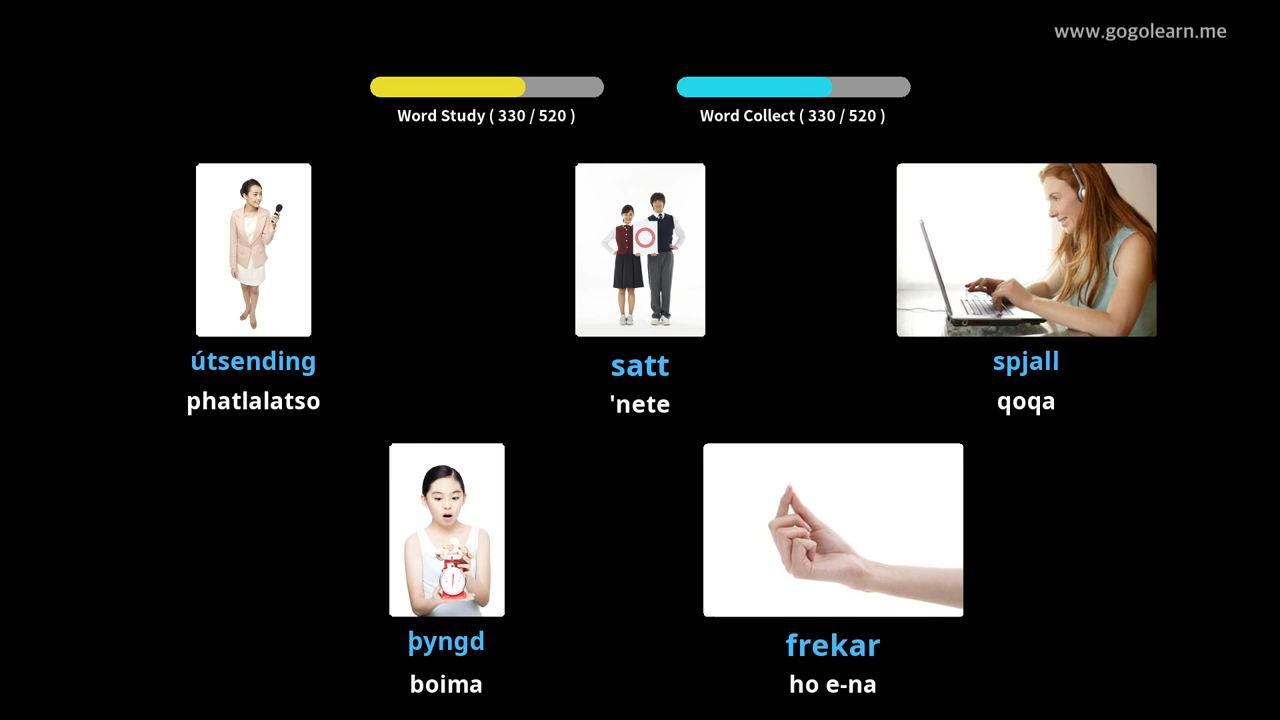 www.gogolearn.me
Word Study ( 330 / 520 )
Word Collect ( 330 / 520 )
útsending
phatlalatso
satt
'nete
spjall
qoqa
þyngd
boima
frekar
ho e-na